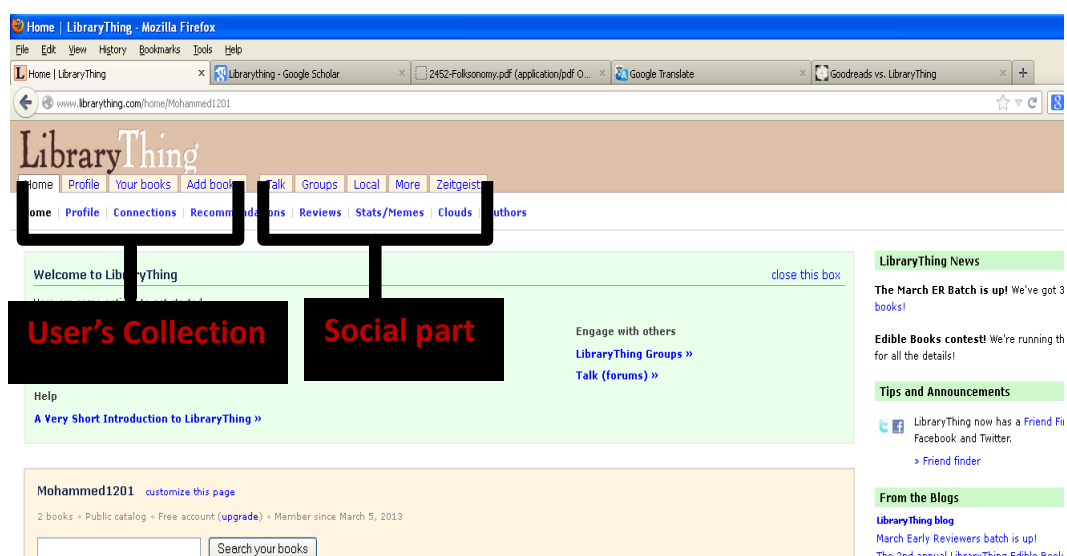 Home | LibraryThing - Mozilla Firefox
File Edit View History Bookmarks Tools Help
Home | LibraryThing × Librarything - Google Scholar × 2452-Folksonomy.pdf (application/pdf O... × Google Translate × Goodreads vs. LibraryThing × +
www.librarything.com/home/Mohammed1201
LibraryThing
Home Profile Your books Add books Talk Groups Local More Zeitgeist
Home | Profile | Connections | Recommendations | Reviews | Stats/Memes | Clouds | Authors
Welcome to LibraryThing
close this box
User's Collection
Social part
Engage with others
LibraryThing Groups »
Talk (forums) »
Help
A Very Short Introduction to LibraryThing »
Mohammed1201 customize this page
2 books • Public catalog • Free account (upgrade) • Member since March 5, 2013
Search your books
LibraryThing News
The March ER Batch is up! We've got 3
books!
Edible Books contest! We're running th
for all the details!
Tips and Announcements
LibraryThing now has a Friend Fi
Facebook and Twitter.
» Friend finder
From the Blogs
LibraryThing blog
March Early Reviewers batch is up!
The 2nd annual LibraryThing Edible Book